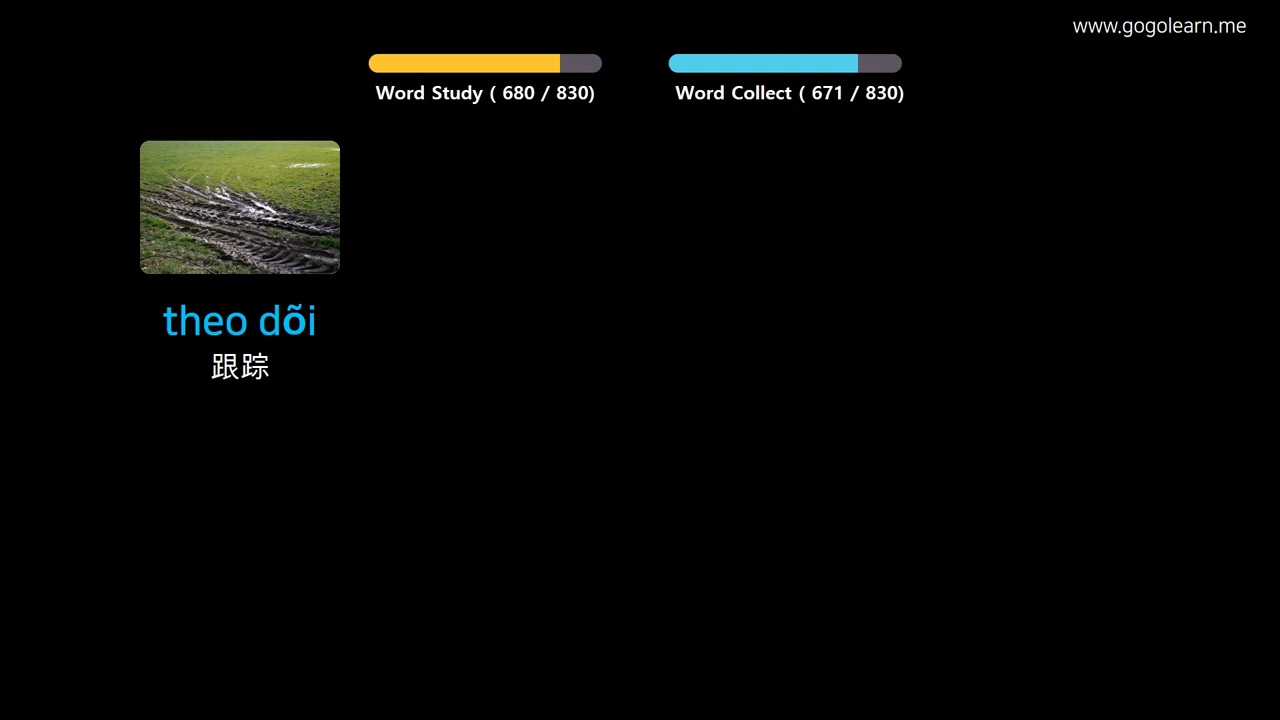 www.gogolearn.me
Word Study ( 680 / 830)
Word Collect ( 671 / 830)
theo dõi
跟踪